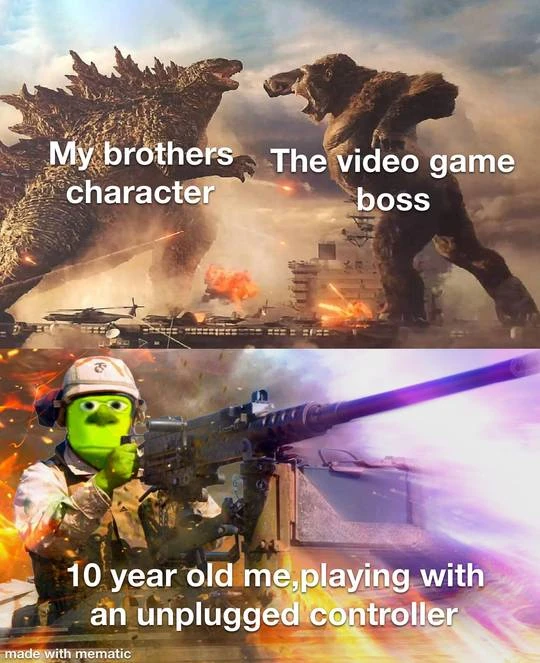 My brothers
character
The video game
boss
10 year old me,playing with
an unplugged controller
made with mematic